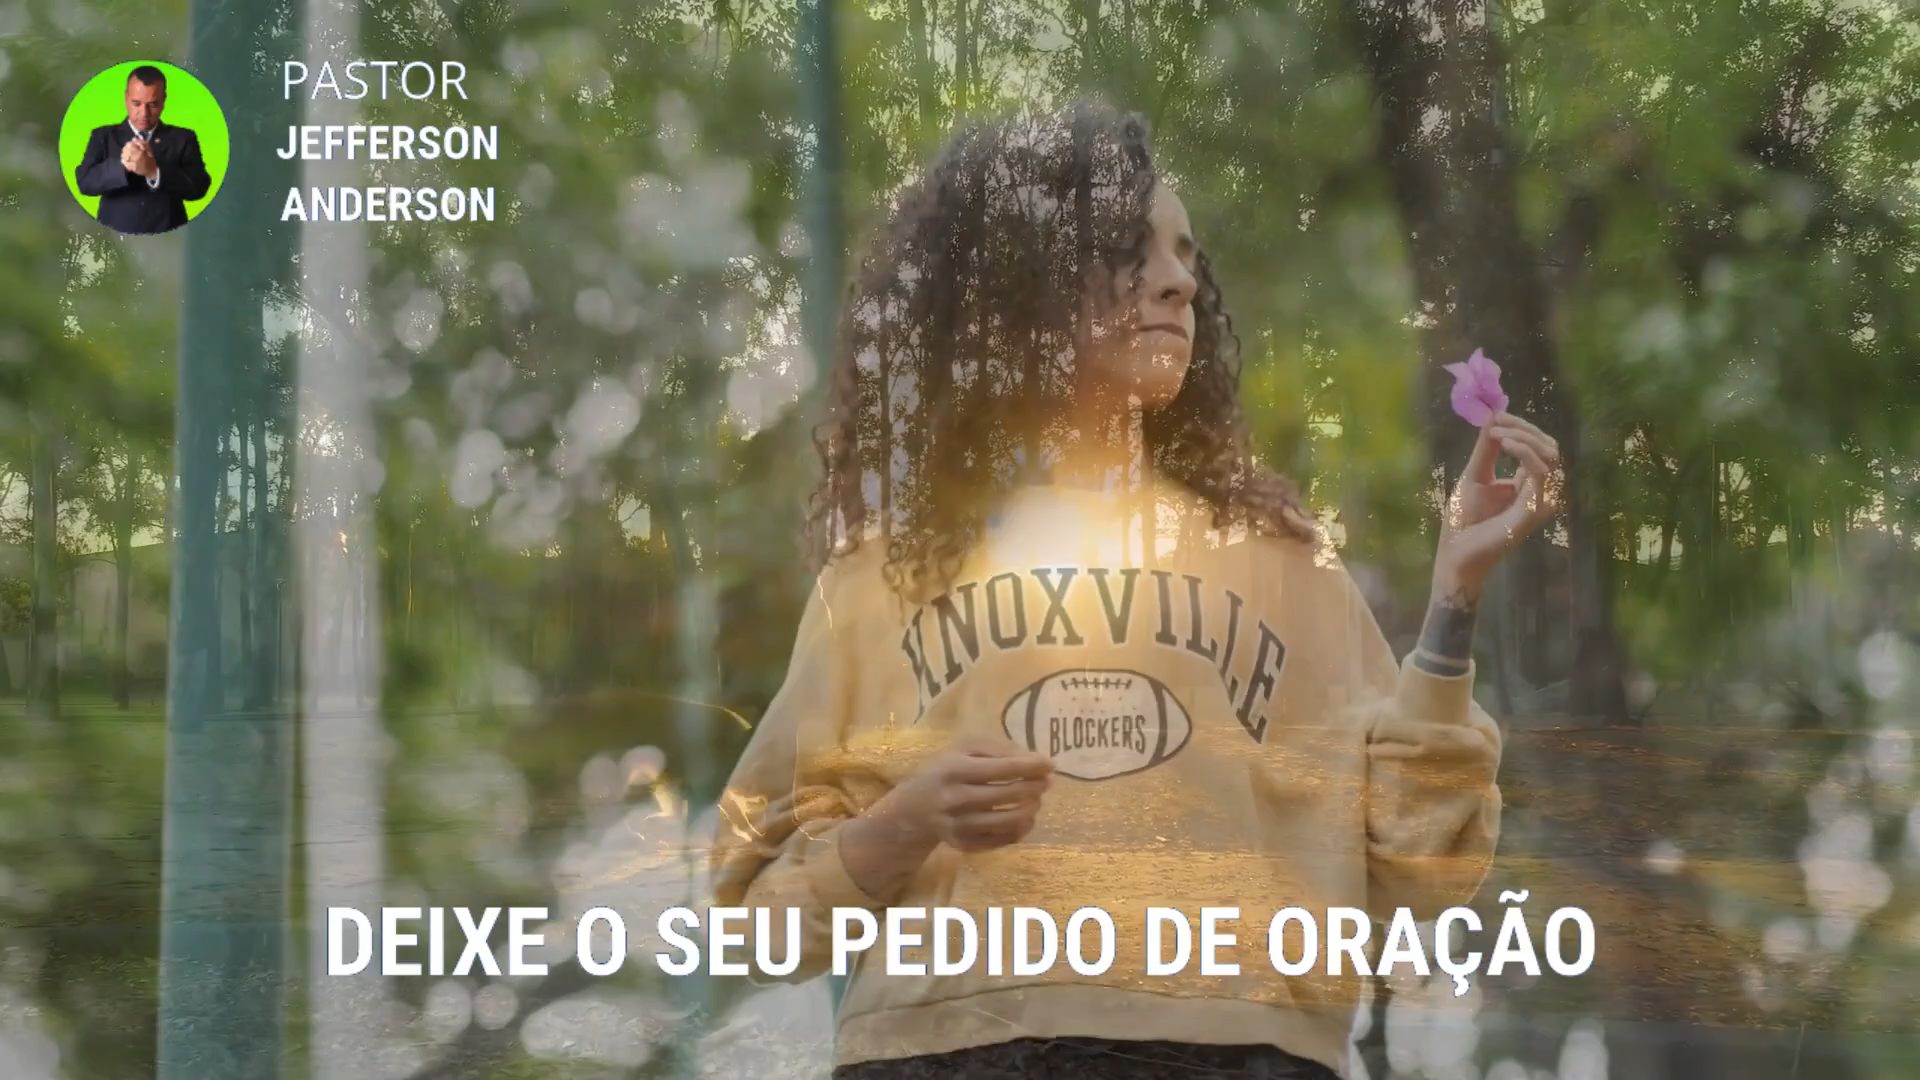 PASTOR
JEFFERSON
ANDERSON
KNOXVILLE
BLOCKERS
DEIXE O SEU PEDIDO DE ORAÇÃO